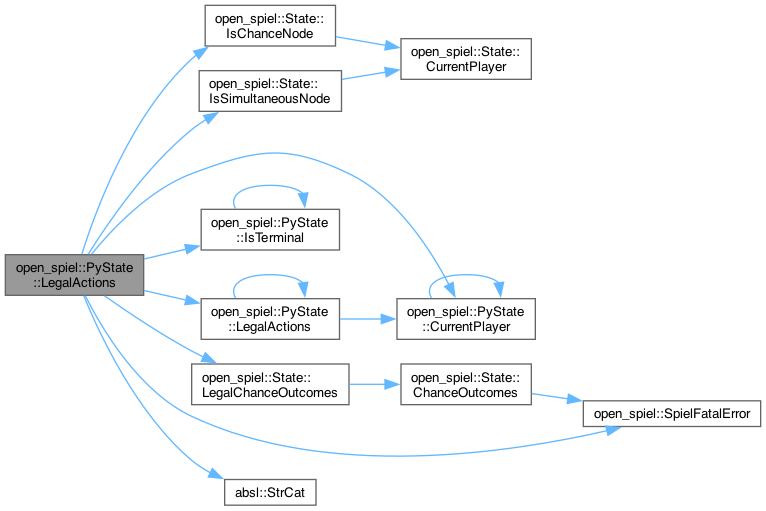 open_spiel::State::
IsChanceNode
open_spiel::State::
CurrentPlayer
open_spiel::State::
IsSimultaneousNode
open_spiel::PyState
::IsTerminal
open_spiel::PyState
::LegalActions
open_spiel::PyState
::LegalActions
open_spiel::PyState
::CurrentPlayer
open_spiel::State::
LegalChanceOutcomes
open_spiel::State::
ChanceOutcomes
open_spiel::SpielFatalError
absl::StrCat